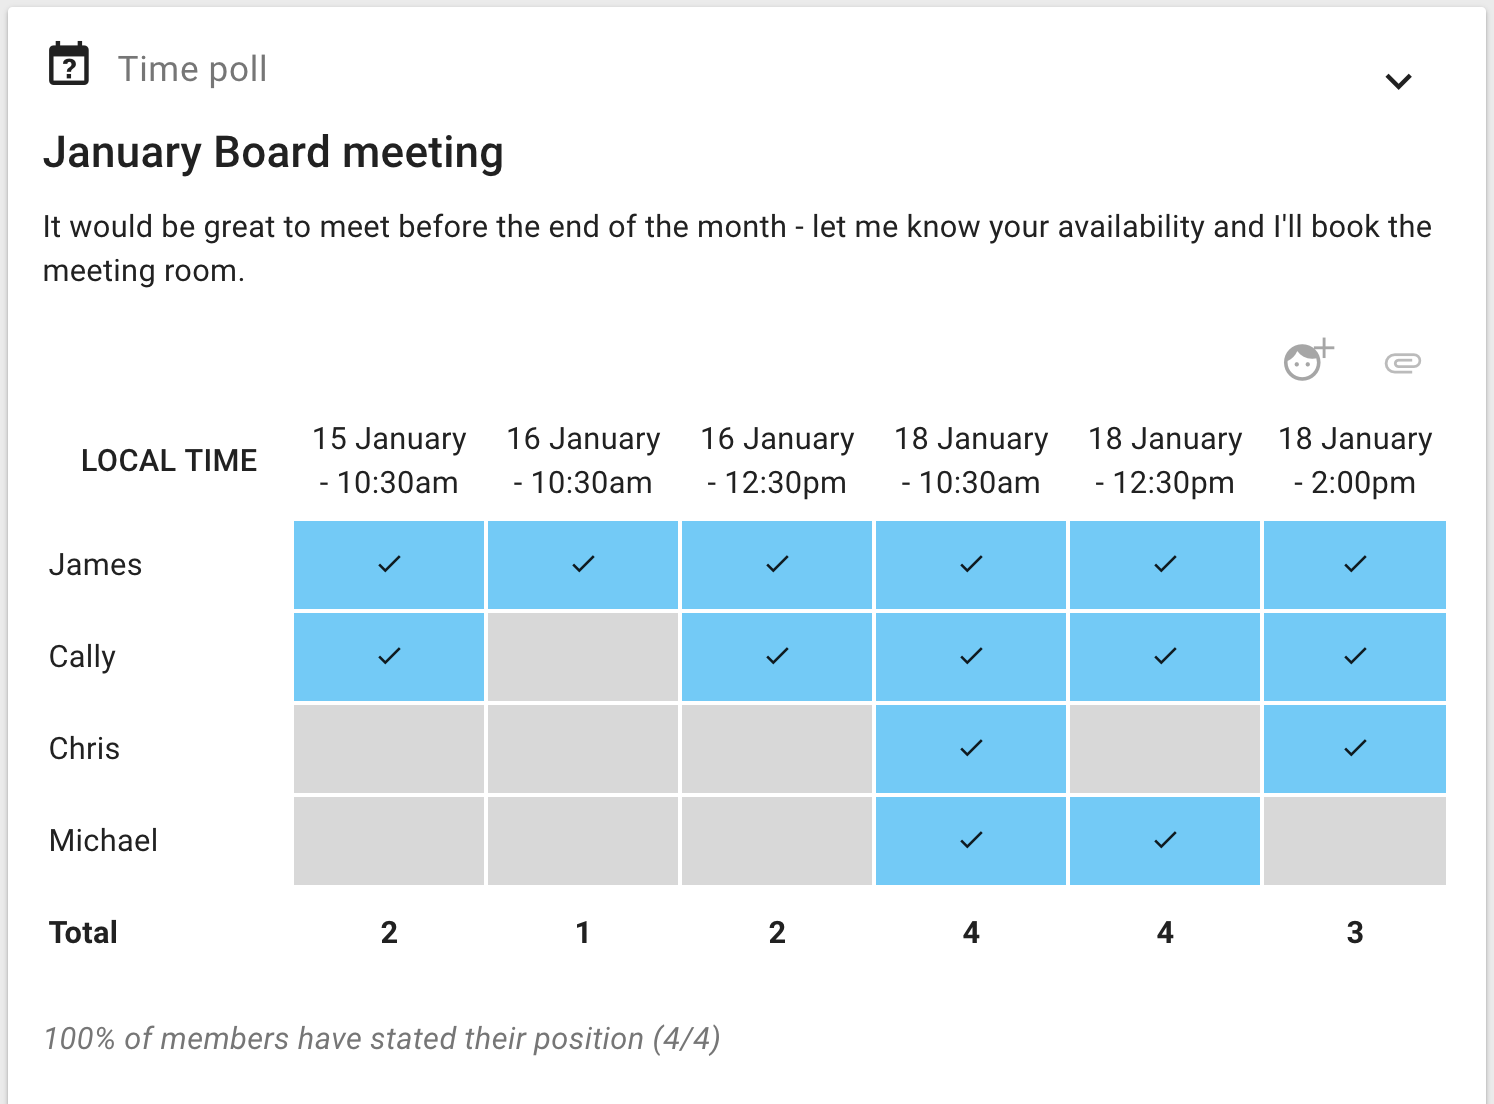 ?
Time poll
January Board meeting
It would be great to meet before the end of the month - let me know your availability and I'll book the
meeting room.
LOCAL TIME
15 January
- 10:30am
16 January
- 10:30am
16 January
- 12:30pm
18 January
- 10:30am
18 January
- 12:30pm
18 January
- 2:00pm
James ✓ ✓ ✓ ✓ ✓ ✓
Cally ✓ ✓ ✓ ✓ ✓
Chris ✓ ✓
Michael ✓ ✓
Total 2 1 2 4 4 3
100% of members have stated their position (4/4)